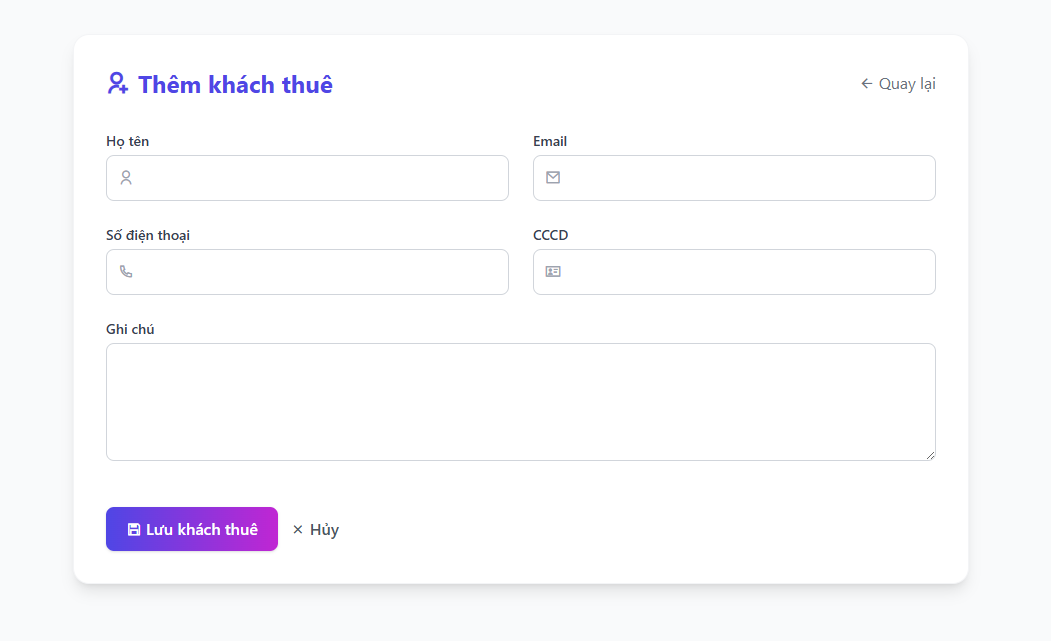 Thêm khách thuê
← Quay lại
Họ tên
Email
Số điện thoại
CCCD
Ghi chú
Lưu khách thuê
× Hủy